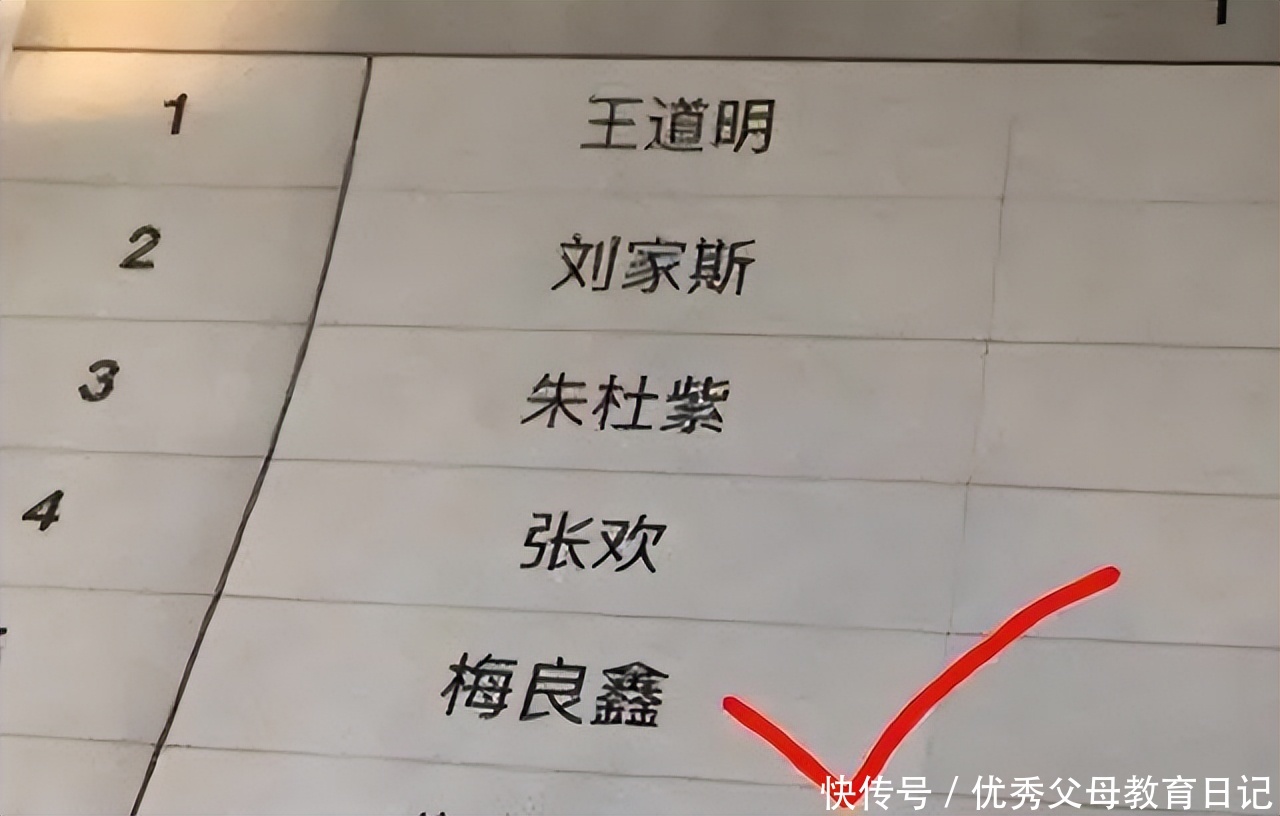 1 王道明
2 刘家斯
3 朱杜紫
4 张欢
梅良鑫
快传号 / 优秀父母教育日记